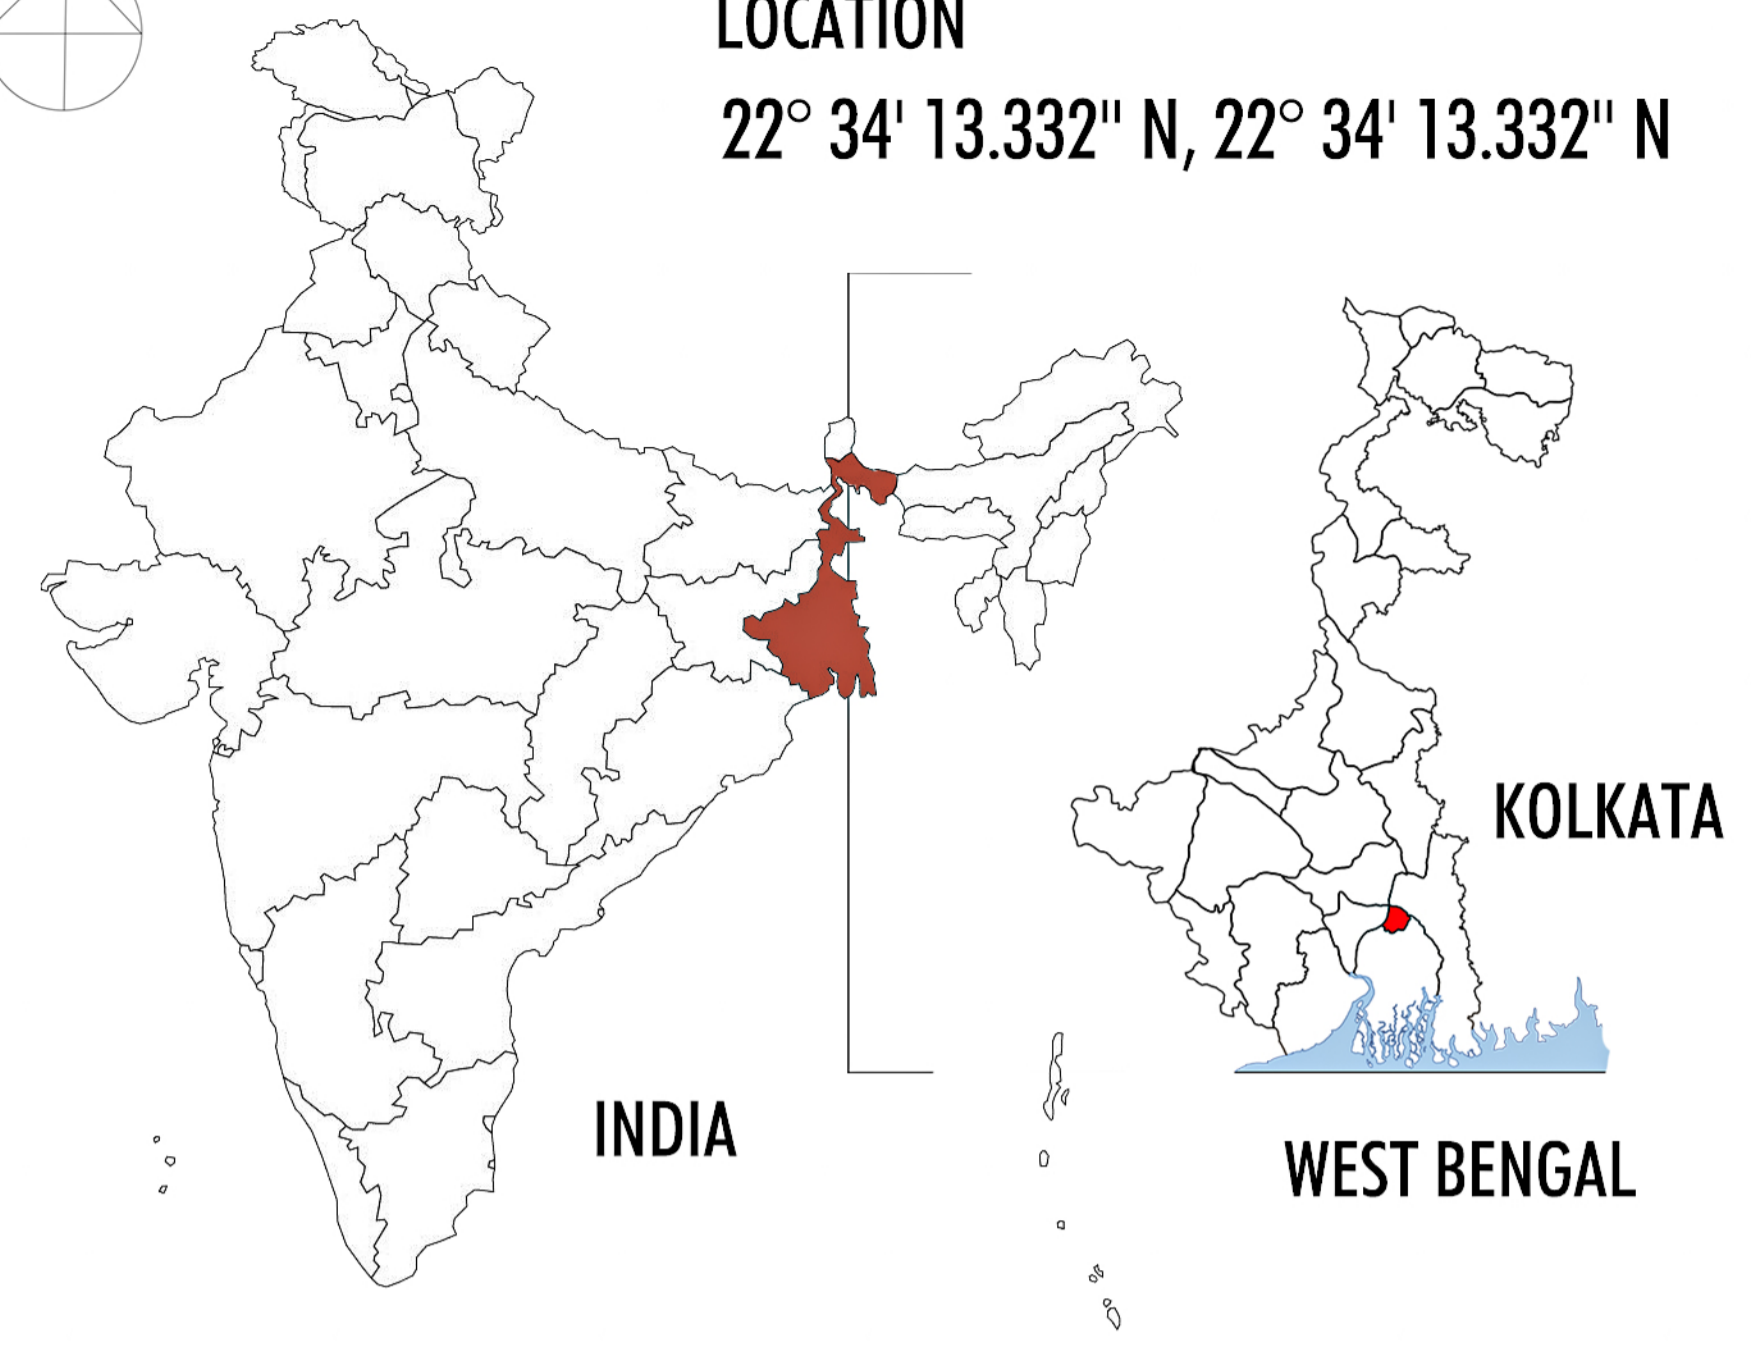 LOCATION
22° 34' 13.332" N, 22° 34' 13.332" N
KOLKATA
INDIA
WEST BENGAL